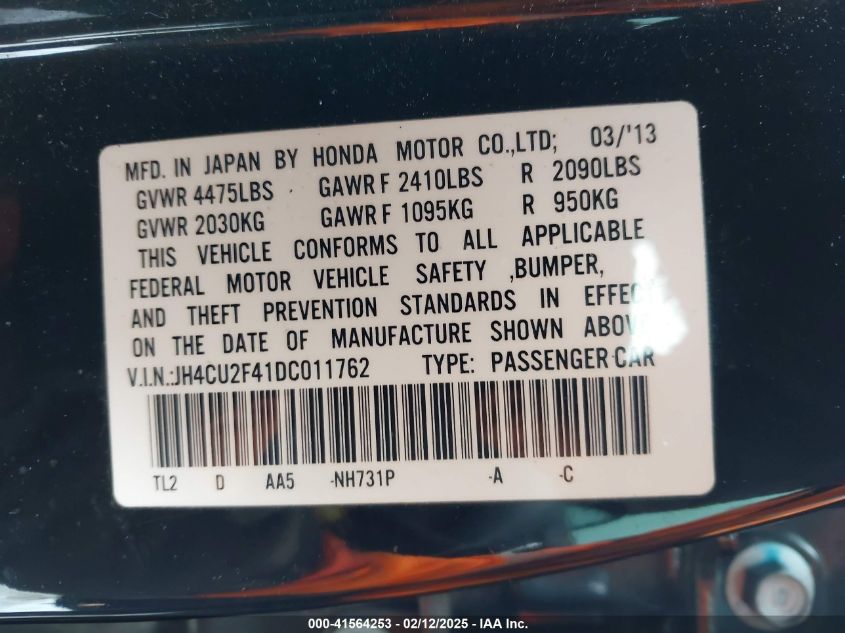 MFD. IN JAPAN BY HONDA MOTOR CO.,LTD; 03/'13
GVWR 4475LBS GAWR F 2410LBS R 2090LBS
GVWR 2030KG GAWR F 1095KG R 950KG
THIS VEHICLE CONFORMS TO ALL APPLICABLE
FEDERAL MOTOR VEHICLE SAFETY ,BUMPER,
AND THEFT PREVENTION STANDARDS IN EFFECT
ON THE DATE OF MANUFACTURE SHOWN ABOVE
V.I.N.:JH4CU2F41DC011762 TYPE: PASSENGER CAR
TL2 D AA5 -NH731P -A -C
000-41564253 - 02/12/2025 - IAA Inc.